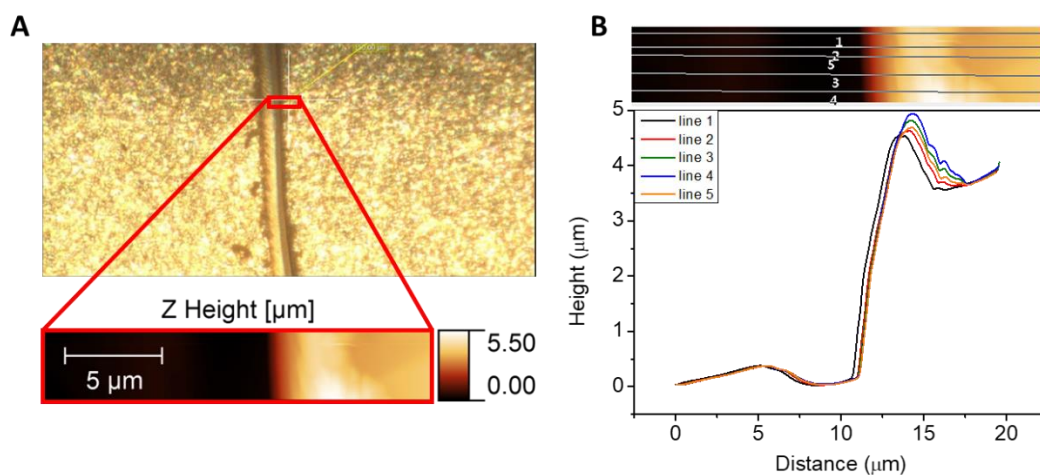 A
Z Height [µm]
5 µm
5.50
0.00
B
1
2
5
3
4
line 1
line 2
line 3
line 4
line 5
5
4
3
2
1
0
Height (µm)
0 5 10 15 20
Distance (µm)